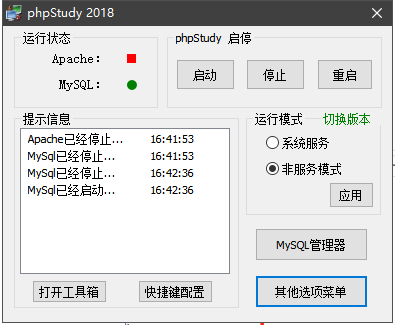 phpStudy 2018
运行状态
Apache:
MySQL:
phpStudy 启停
启动 停止 重启
提示信息
Apache已经停止... 16:41:53
MySql已经停止... 16:41:53
MySql已经停止... 16:42:36
MySql已经启动... 16:42:36
打开工具箱 快捷键配置
运行模式 切换版本
系统服务
非服务模式
应用
MySQL管理器
其他选项菜单